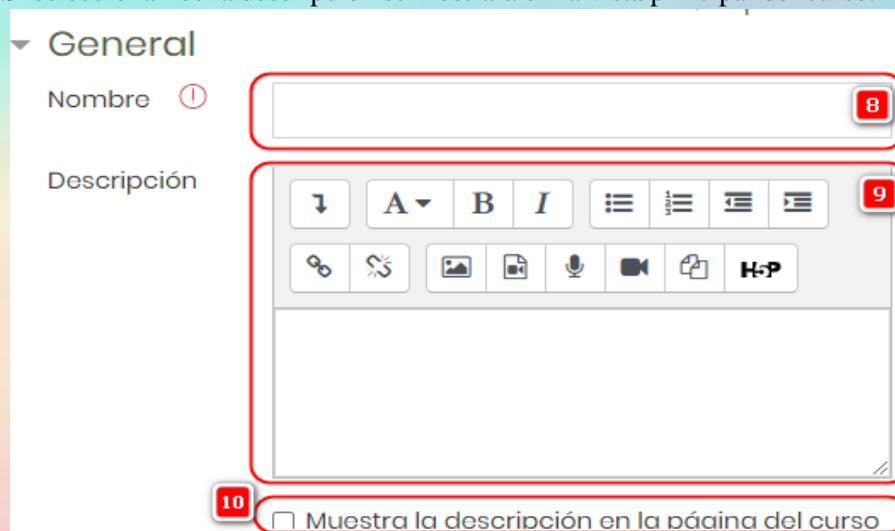 General
Nombre
8
Descripción
9
A B I
H5P
10
Muestra la descripción en la página del curso